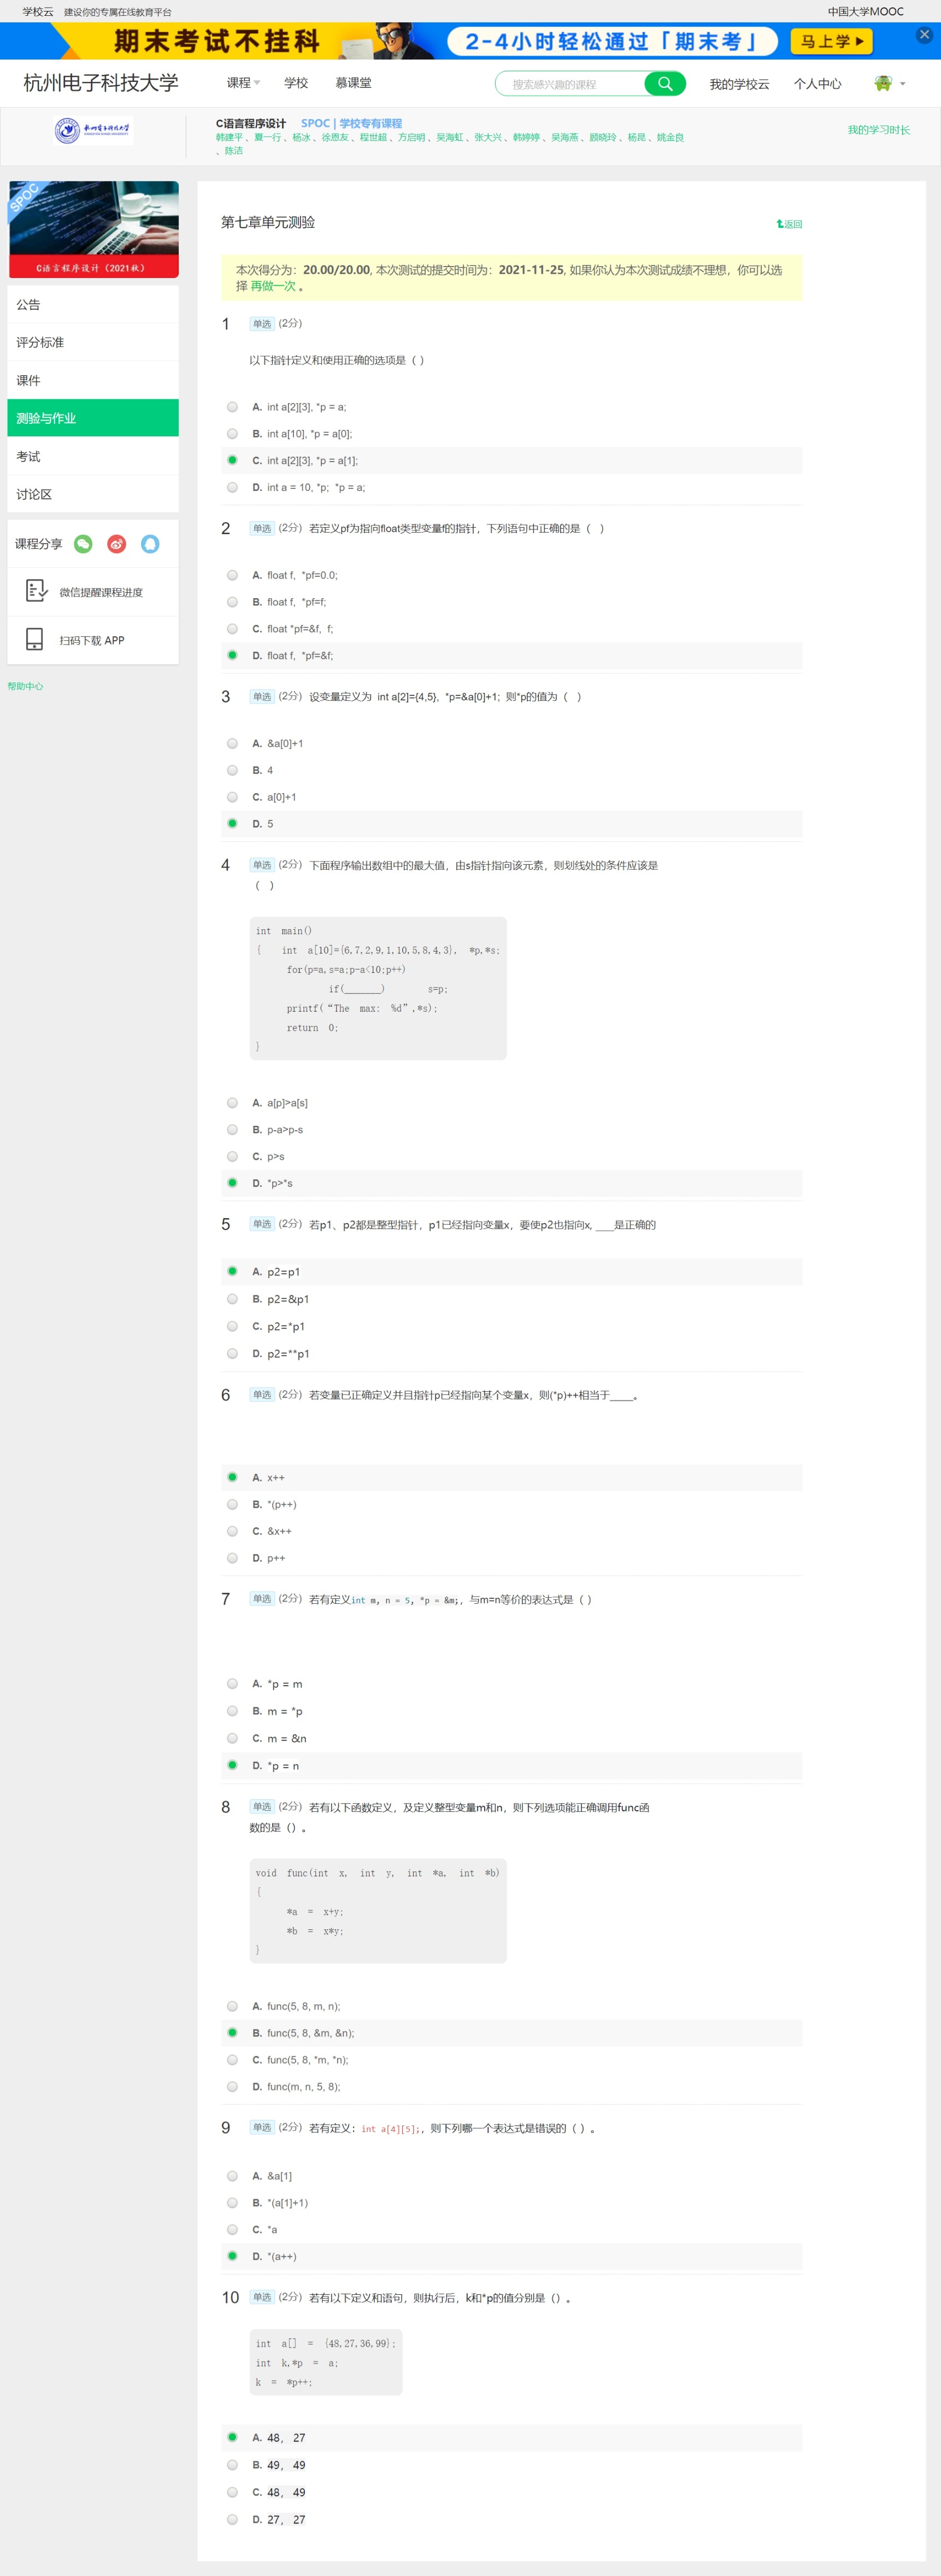 学校云 建设你的专属在线教育平台 中国大学MOOC
期末考试不挂科 2-4小时轻松通过「期末考」 马上学
杭州电子科技大学 课程 学校 慕课堂 搜索感兴趣的课程 我的学校云 个人中心
杭州电子科技大学 C语言程序设计 SPOC | 学校专有课程 我的学习时长
韩建平 、夏一行 、杨冰 、徐恩友 、程世超 、方启明 、吴海虹 、张大兴 、韩婷婷 、吴海燕 、顾晓玲 、杨昆 、姚金良
、陈洁
SPOC
C语言程序设计（2021秋）
公告
评分标准
课件
测验与作业
考试
讨论区
课程分享
微信提醒课程进度
扫码下载 APP
帮助中心
第七章单元测验 返回
本次得分为：20.00/20.00, 本次测试的提交时间为：2021-11-25, 如果你认为本次测试成绩不理想，你可以选
择 再做一次 。
1 单选 (2分)
以下指针定义和使用正确的选项是（ ）
A. int a[2][3], *p = a;
B. int a[10], *p = a[0];
C. int a[2][3], *p = a[1];
D. int a = 10, *p; *p = a;
2 单选 (2分) 若定义pf为指向float类型变量f的指针，下列语句中正确的是（ ）
A. float f, *pf=0.0;
B. float f, *pf=f;
C. float *pf=&f, f;
D. float f, *pf=&f;
3 单选 (2分) 设变量定义为 int a[2]={4,5}, *p=&a[0]+1; 则*p的值为（ ）
A. &a[0]+1
B. 4
C. a[0]+1
D. 5
4 单选 (2分) 下面程序输出数组中的最大值，由s指针指向该元素，则划线处的条件应该是
（ ）
int main()
{ int a[10]={6,7,2,9,1,10,5,8,4,3}, *p,*s;
for(p=a,s=a;p-a<10;p++)
if(_______) s=p;
printf(“The max: %d”,*s);
return 0;
}
A. a[p]>a[s]
B. p-a>p-s
C. p>s
D. *p>*s
5 单选 (2分) 若p1、p2都是整型指针，p1已经指向变量x，要使p2也指向x, ___是正确的
A. p2=p1
B. p2=&p1
C. p2=*p1
D. p2=**p1
6 单选 (2分) 若变量已正确定义并且指针p已经指向某个变量x，则(*p)++相当于____。
A. x++
B. *(p++)
C. &x++
D. p++
7 单选 (2分) 若有定义int m, n = 5, *p = &m;，与m=n等价的表达式是（ ）
A. *p = m
B. m = *p
C. m = &n
D. *p = n
8 单选 (2分) 若有以下函数定义，及定义整型变量m和n，则下列选项能正确调用func函
数的是（）。
void func(int x, int y, int *a, int *b)
{
*a = x+y;
*b = x*y;
}
A. func(5, 8, m, n);
B. func(5, 8, &m, &n);
C. func(5, 8, *m, *n);
D. func(m, n, 5, 8);
9 单选 (2分) 若有定义：int a[4][5];，则下列哪一个表达式是错误的（ ）。
A. &a[1]
B. *(a[1]+1)
C. *a
D. *(a++)
10 单选 (2分) 若有以下定义和语句，则执行后，k和*p的值分别是（）。
int a[] = {48,27,36,99};
int k,*p = a;
k = *p++;
A. 48， 27
B. 49， 49
C. 48， 49
D. 27， 27